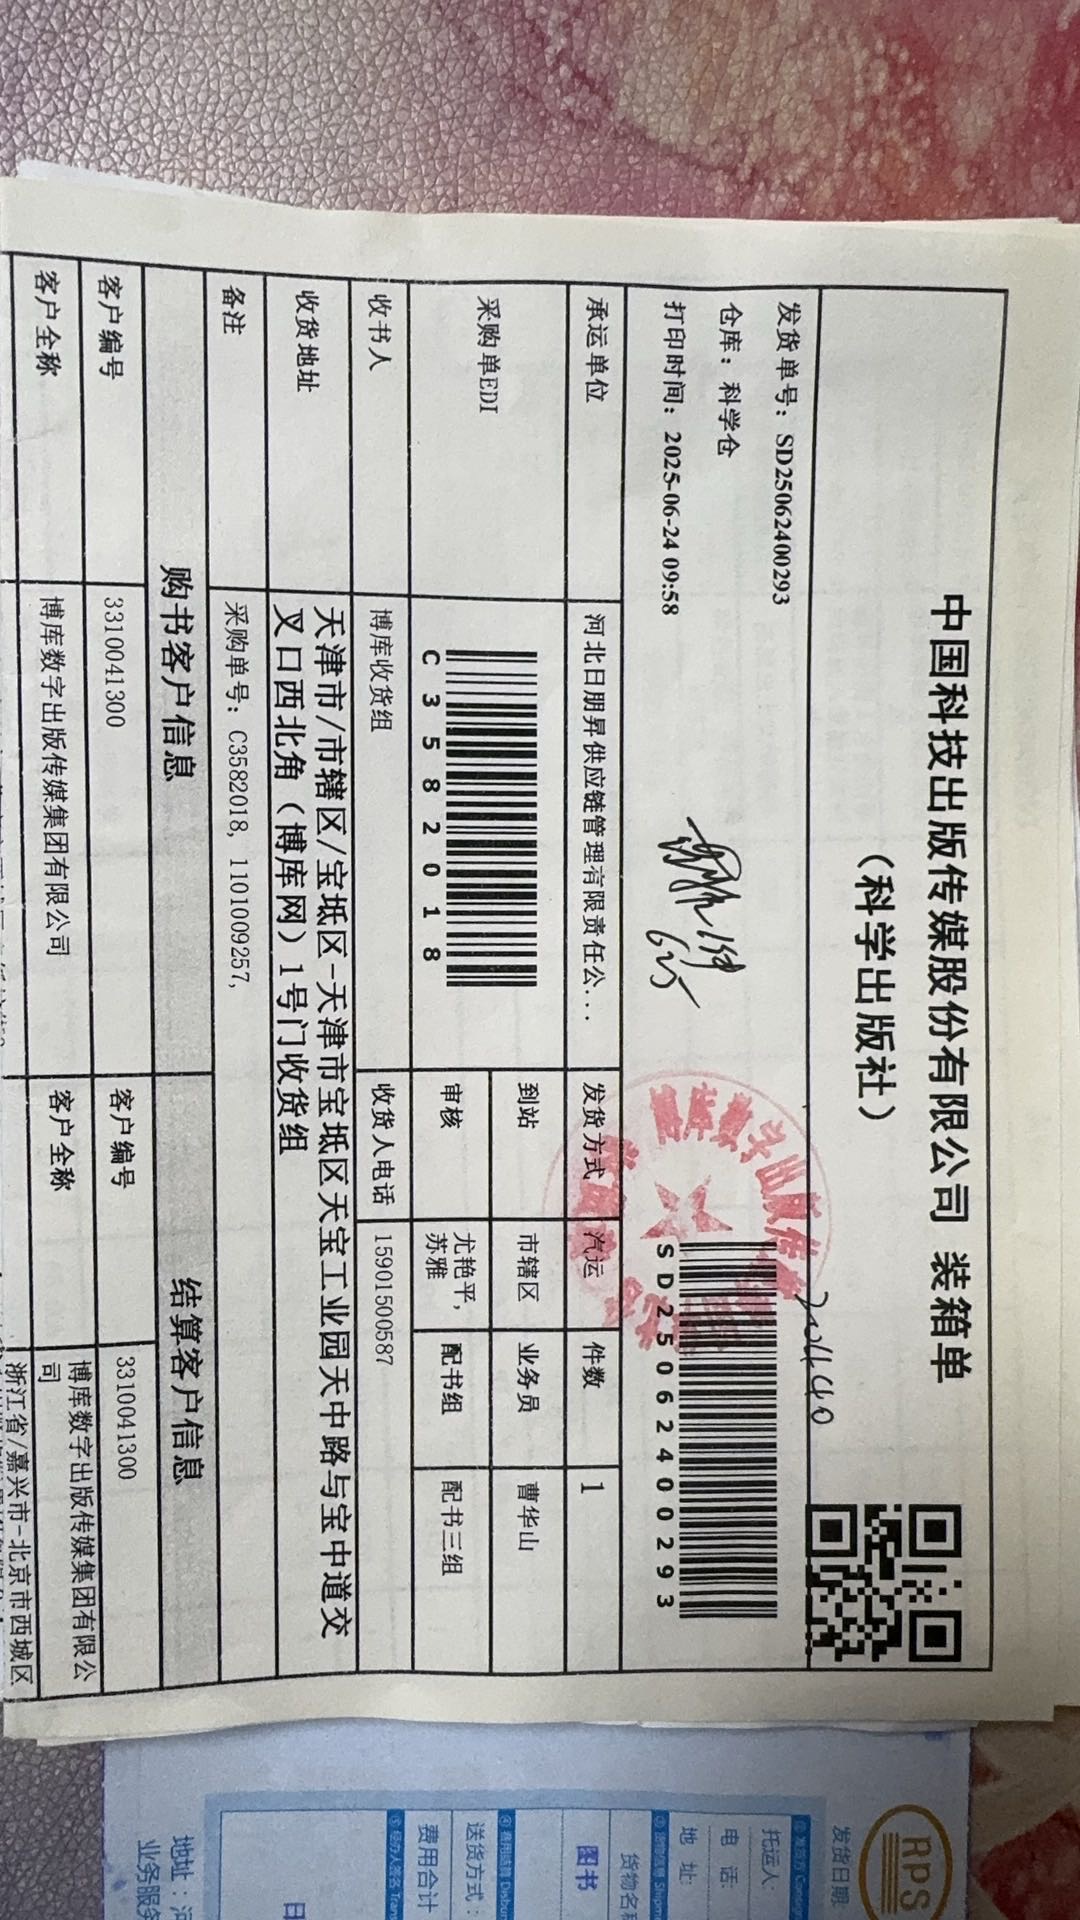 中国科技出版传媒股份有限公司 装箱单
（科学出版社）
发货单号：SD25062400293
仓库：科学仓
打印时间：2025-06-24 09:58
SD25062400293
承运单位 河北日朋昇供应链管理有限责任公... 发货方式 汽运 件数 1
采购单EDI C3582018 到站 市辖区 业务员 曹华山
审核 尤艳平，苏雅 配书组 配书三组
收书人 博库收货组 收货人电话 15901500587
收货地址 天津市/市辖区/宝坻区-天津市宝坻区天宝工业园天中路与宝中道交
叉口西北角（博库网）1号门收货组
备注 采购单号：C3582018，1101009257，
购书客户信息 结算客户信息
客户编号 3310041300 客户编号 3310041300
客户全称 博库数字出版传媒集团有限公司 客户全称 博库数字出版传媒集团有限公
司
浙江省/嘉兴市-北京市西城区
RPS
发货日期
托运人：
电 话：
地 址：
货物名称
图书
送货方式：
费用合计
日
地址：河
业务服务